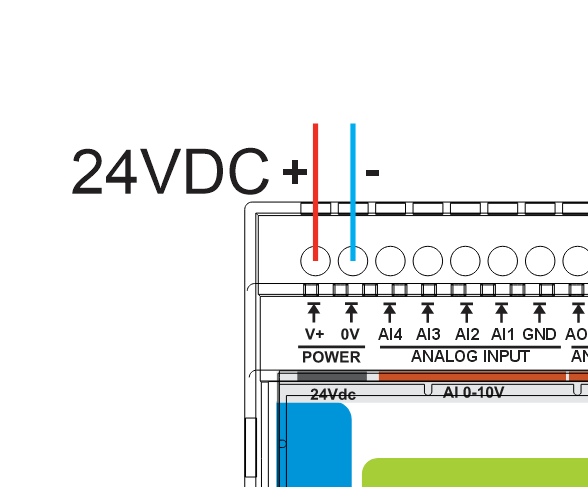 24VDC + -
V+ 0V AI4 AI3 AI2 AI1 GND AO
POWER ANALOG INPUT AN
24Vdc AI 0-10V